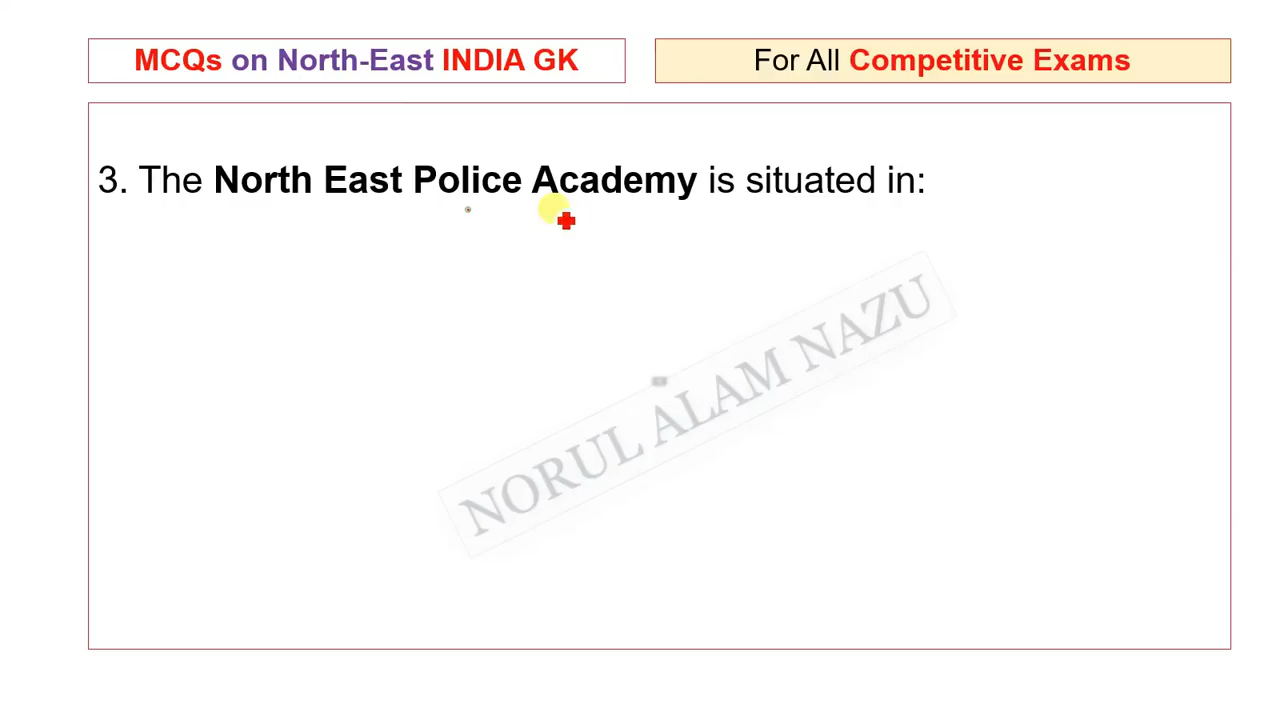 MCQs on North-East INDIA GK
For All Competitive Exams
3. The North East Police Academy is situated in:
NORUL ALAM NAZU